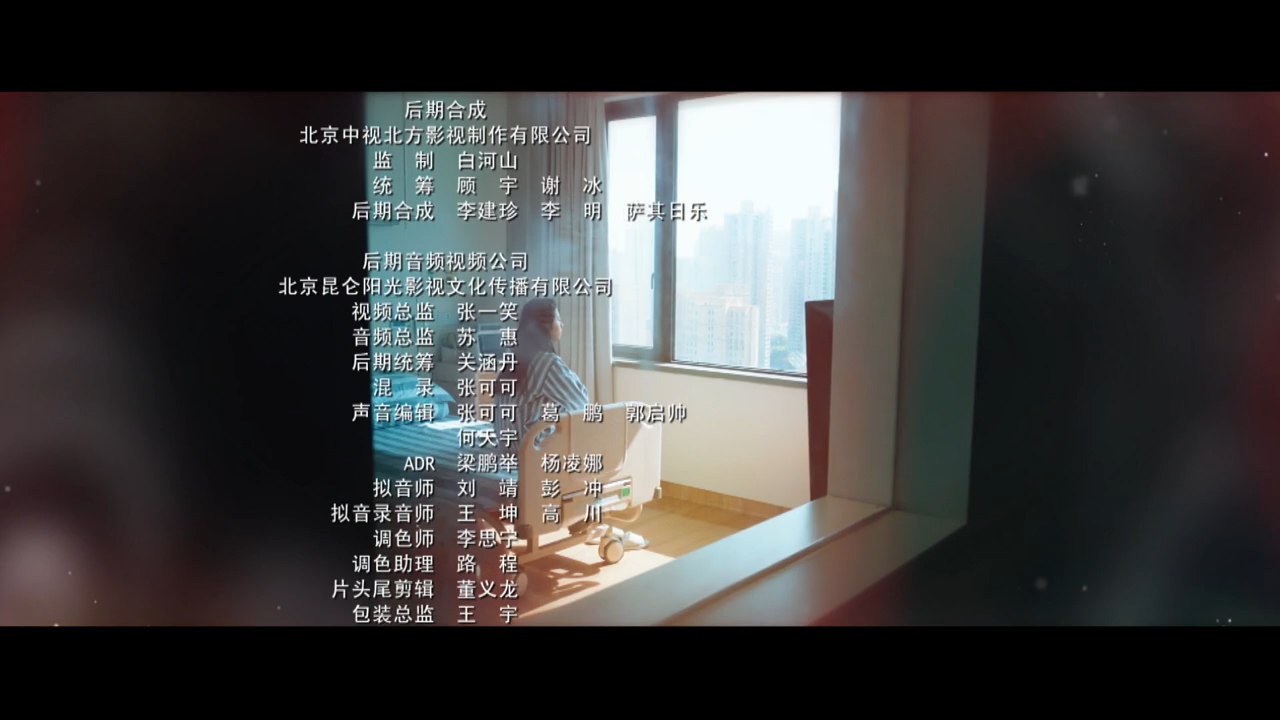 后期合成
北京中视北方影视制作有限公司
监 制 白河山
统 筹 顾 宇 谢 冰
后期合成 李建珍 李 明 萨其日乐
后期音频视频公司
北京昆仑阳光影视文化传播有限公司
视频总监 张一笑
音频总监 苏 惠
后期统筹 关涵丹
混 录 张可可
声音编辑 张可可 葛 鹏 郭启帅
何天宇
ADR 梁鹏举 杨凌娜
拟音师 刘 靖 彭 冲
拟音录音师 王 坤 高 川
调色师 李思宁
调色助理 路 程
片头尾剪辑 董义龙
包装总监 王 宇